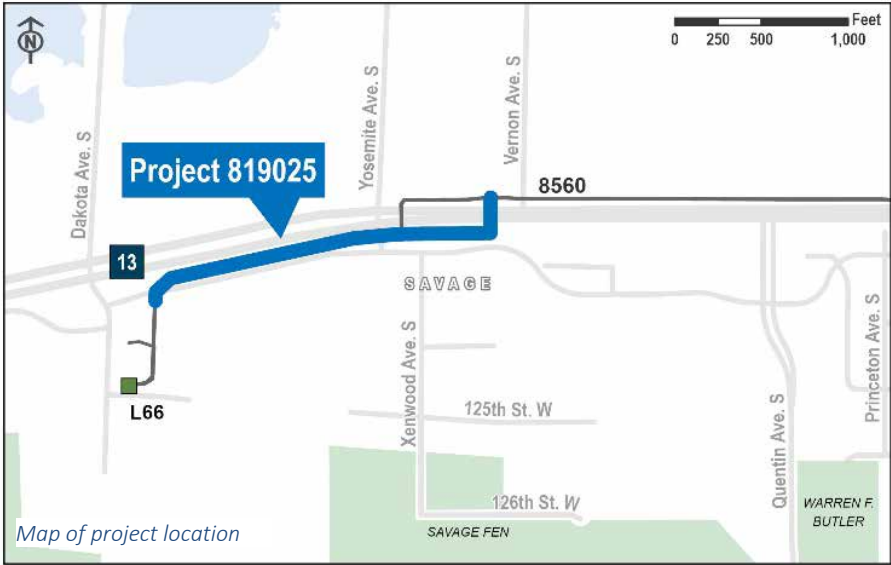 N
Feet
0 250 500 1,000
Dakota Ave. S
Yosemite Ave. S
Vernon Ave. S
Project 819025
8560
13
SAVAGE
L66
Xenwood Ave. S
125th St. W
Quentin Ave. S
Princeton Ave. S
126th St. W
SAVAGE FEN
WARREN F.
BUTLER
Map of project location